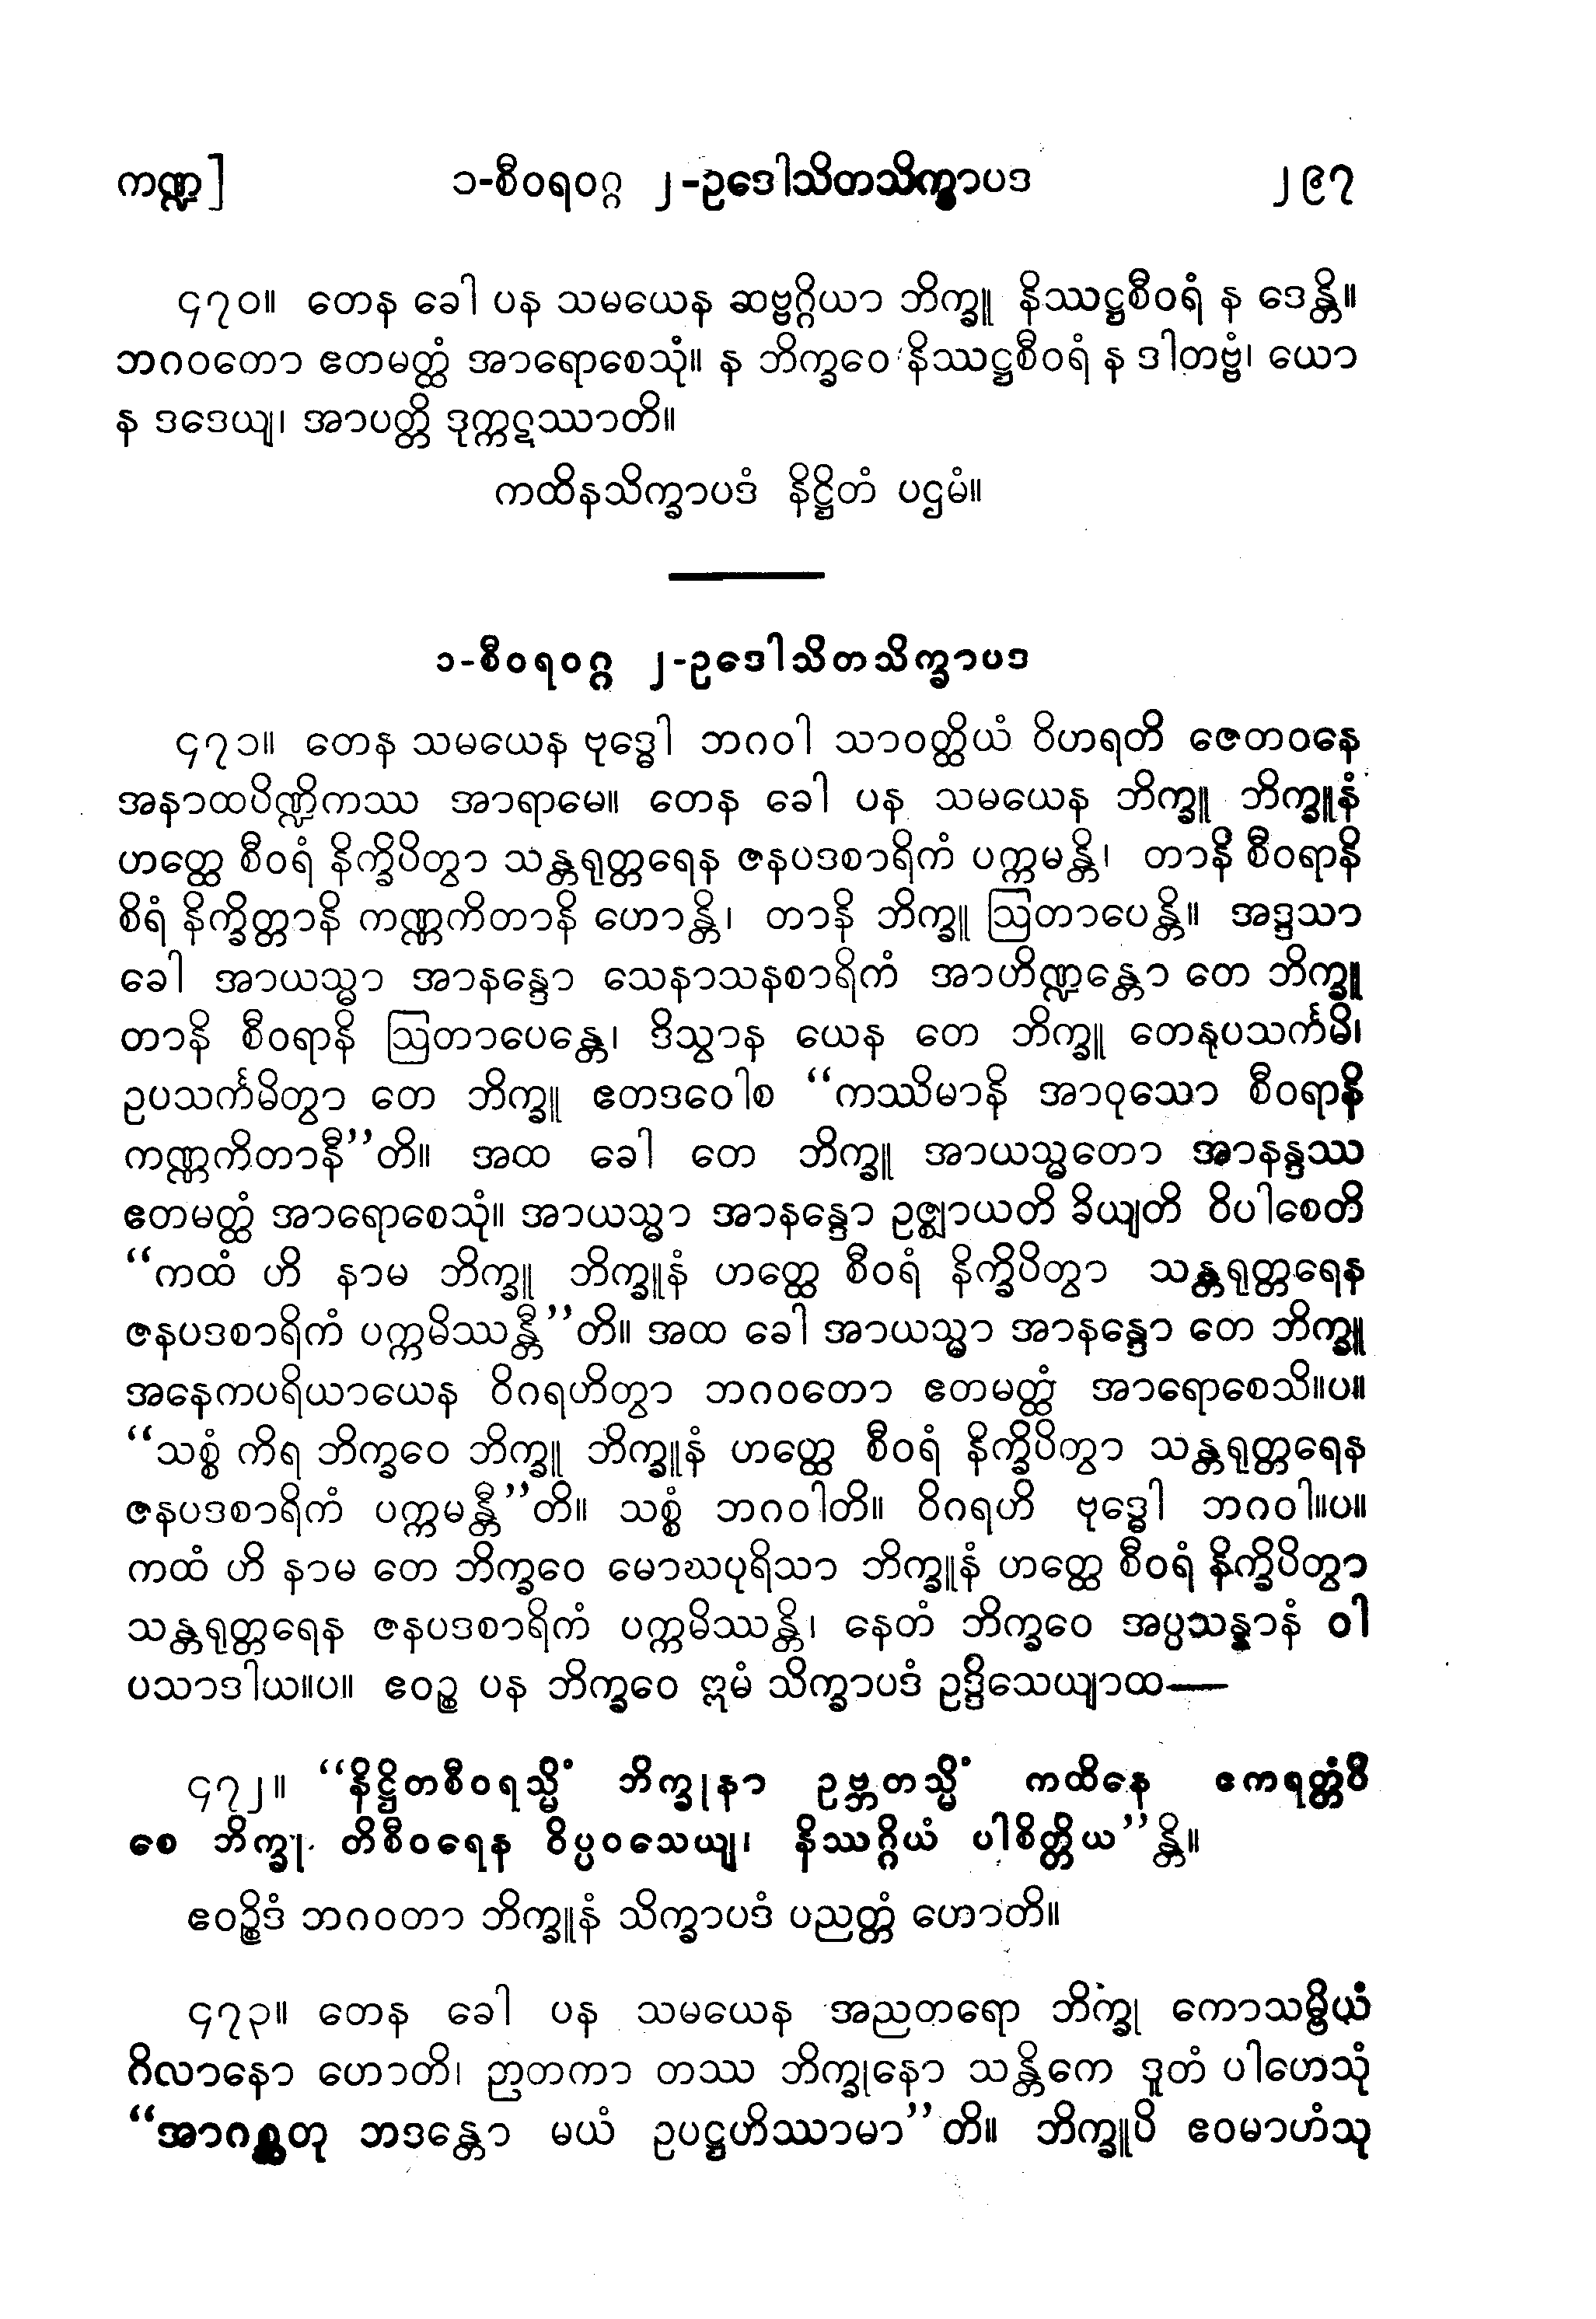 ကဏ္ဍ] ၁-စီဝရဝဂ္ဂ ၂-ဥဒေါသိတသိက္ခာပဒ ၂၉၇
၄၇၀။ တေန ခေါ ပန သမယေန ဆဗ္ဗဂ္ဂိယာ ဘိက္ခူ နိဿဋ္ဌစီဝရံ န ဒေန္တိ။
ဘဂဝတော ဧတမတ္ထံ အာရောစေသုံ။ န ဘိက္ခဝေ နိဿဋ္ဌစီဝရံ န ဒါတဗ္ဗံ၊ ယော
န ဒဒေယျ၊ အာပတ္တိ ဒုက္ကဋဿာတိ။
ကထိနသိက္ခာပဒံ နိဋ္ဌိတံ ပဌမံ။
၁-စီဝရဝဂ္ဂ ၂-ဥဒေါသိတသိက္ခာပဒ
၄၇၁။ တေန သမယေန ဗုဒ္ဓေါ ဘဂဝါ သာဝတ္ထိယံ ဝိဟရတိ ဇေတဝနေ
အနာထပိဏ္ဍိကဿ အာရာမေ။ တေန ခေါ ပန သမယေန ဘိက္ခူ ဘိက္ခူနံ
ဟတ္ထေ စီဝရံ နိက္ခိပိတွာ သန္တရုတ္တရေန ဇနပဒစာရိကံ ပက္ကမန္တိ၊ တာနိ စီဝရာနိ
စိရံ နိက္ခိတ္တာနိ ကဏ္ဏကိတာနိ ဟောန္တိ၊ တာနိ ဘိက္ခူ ဩတာပေန္တိ။ အဒ္ဒသာ
ခေါ အာယသ္မာ အာနန္ဒော သေနာသနစာရိကံ အာဟိဏ္ဍန္တော တေ ဘိက္ခူ
တာနိ စီဝရာနိ ဩတာပေန္တေ၊ ဒိသွာန ယေန တေ ဘိက္ခူ တေနုပသင်္ကမိ၊
ဥပသင်္ကမိတွာ တေ ဘိက္ခူ ဧတဒဝေါစ “ကဿိမာနိ အာဝုသော စီဝရာနိ
ကဏ္ဏကိတာနီ”တိ။ အထ ခေါ တေ ဘိက္ခူ အာယသ္မတော အာနန္ဒဿ
ဧတမတ္ထံ အာရောစေသုံ။ အာယသ္မာ အာနန္ဒော ဥဇ္ဈာယတိ ခိယျတိ ဝိပါစေတိ
“ကထံ ဟိ နာမ ဘိက္ခူ ဘိက္ခူနံ ဟတ္ထေ စီဝရံ နိက္ခိပိတွာ သန္တရုတ္တရေန
ဇနပဒစာရိကံ ပက္ကမိဿန္တီ”တိ။ အထ ခေါ အာယသ္မာ အာနန္ဒော တေ ဘိက္ခူ
အနေကပရိယာယေန ဝိဂရဟိတွာ ဘဂဝတော ဧတမတ္ထံ အာရောစေသိ။ပ။
“သစ္စံ ကိရ ဘိက္ခဝေ ဘိက္ခူ ဘိက္ခူနံ ဟတ္ထေ စီဝရံ နိက္ခိပိတွာ သန္တရုတ္တရေန
ဇနပဒစာရိကံ ပက္ကမန္တီ”တိ။ သစ္စံ ဘဂဝါတိ။ ဝိဂရဟိ ဗုဒ္ဓေါ ဘဂဝါ။ပ။
ကထံ ဟိ နာမ တေ ဘိက္ခဝေ မောဃပုရိသာ ဘိက္ခူနံ ဟတ္ထေ စီဝရံ နိက္ခိပိတွာ
သန္တရုတ္တရေန ဇနပဒစာရိကံ ပက္ကမိဿန္တိ၊ နေတံ ဘိက္ခဝေ အပ္ပသန္နာနံ ဝါ
ပသာဒါယ။ပ။ ဧဝဉ္စ ပန ဘိက္ခဝေ ဣမံ သိက္ခာပဒံ ဥဒ္ဒိသေယျာထ—
၄၇၂။ “နိဋ္ဌိတစီဝရသ္မိံ ဘိက္ခုနာ ဥဗ္ဘတသ္မိံ ကထိနေ ဧကရတ္တံပိ
စေ ဘိက္ခု တိစီဝရေန ဝိပ္ပဝသေယျ၊ နိဿဂ္ဂိယံ ပါစိတ္တိယ”န္တိ။
ဧဝဉ္စိဒံ ဘဂဝတာ ဘိက္ခူနံ သိက္ခာပဒံ ပညတ္တံ ဟောတိ။
၄၇၃။ တေန ခေါ ပန သမယေန အညတရော ဘိက္ခု ကောသမ္ဗိယံ
ဂိလာနော ဟောတိ၊ ဉာတကာ တဿ ဘိက္ခုနော သန္တိကေ ဒူတံ ပါဟေသုံ
“အာဂစ္ဆတု ဘဒန္တော မယံ ဥပဋ္ဌဟိဿာမာ”တိ။ ဘိက္ခူပိ ဧဝမာဟံသု